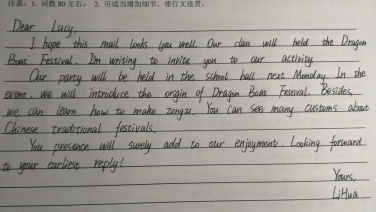 注意：1. 词数80左右； 2. 可适当增加细节，使行文连贯。
Dear Lucy,
I hope this mail looks you well. Our class will held the Dragon
Boat Festival. I'm writing to invite you to our activity.
Our party will be held in the school hall next Monday. In the
event, we will introduce the origin of Dragon Boat Festival. Besides,
we can learn how to make zongzi. You can see many customs about
Chinese traditional festivals.
You presence will surely add to our enjoyment. Looking forward
to your earliest reply!
Yours,
LiHua